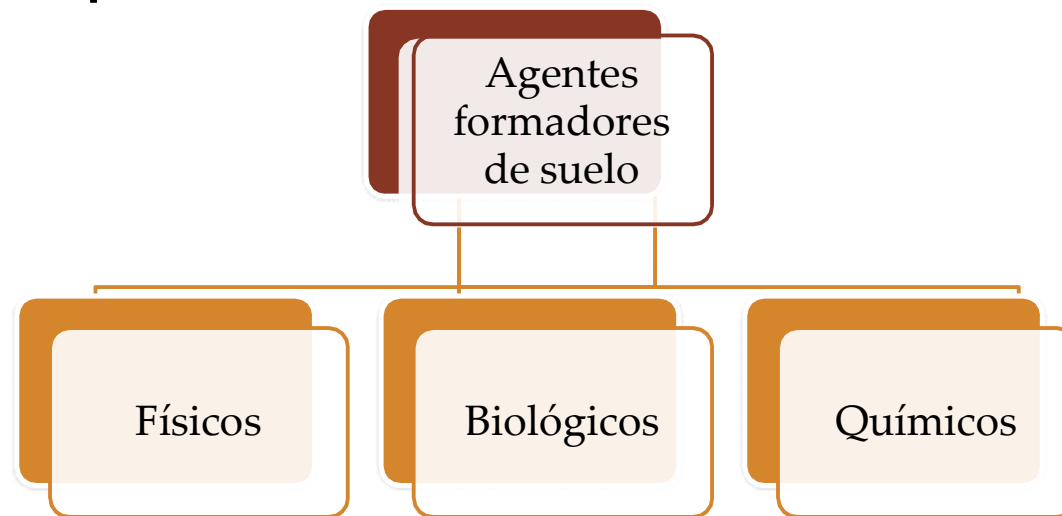 Agentes
formadores
de suelo
Físicos
Biológicos
Químicos